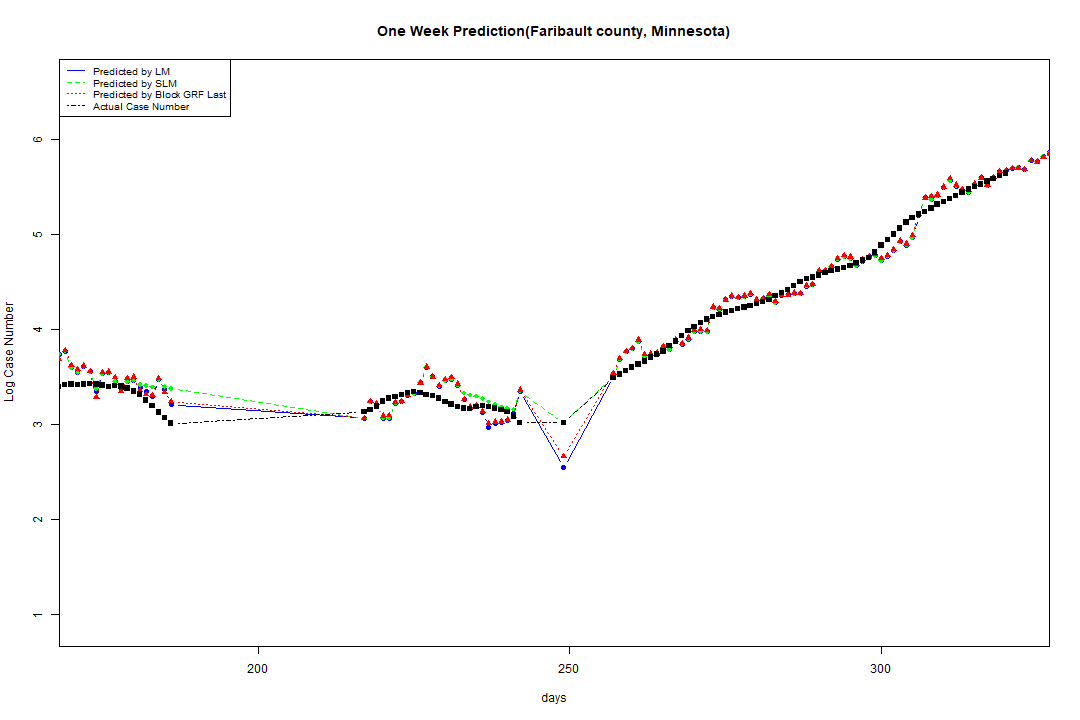 One Week Prediction(Faribault county, Minnesota)
Predicted by LM
Predicted by SLM
Predicted by Block GRF Last
Actual Case Number
6
5
4
3
2
1
Log Case Number
200 250 300
days